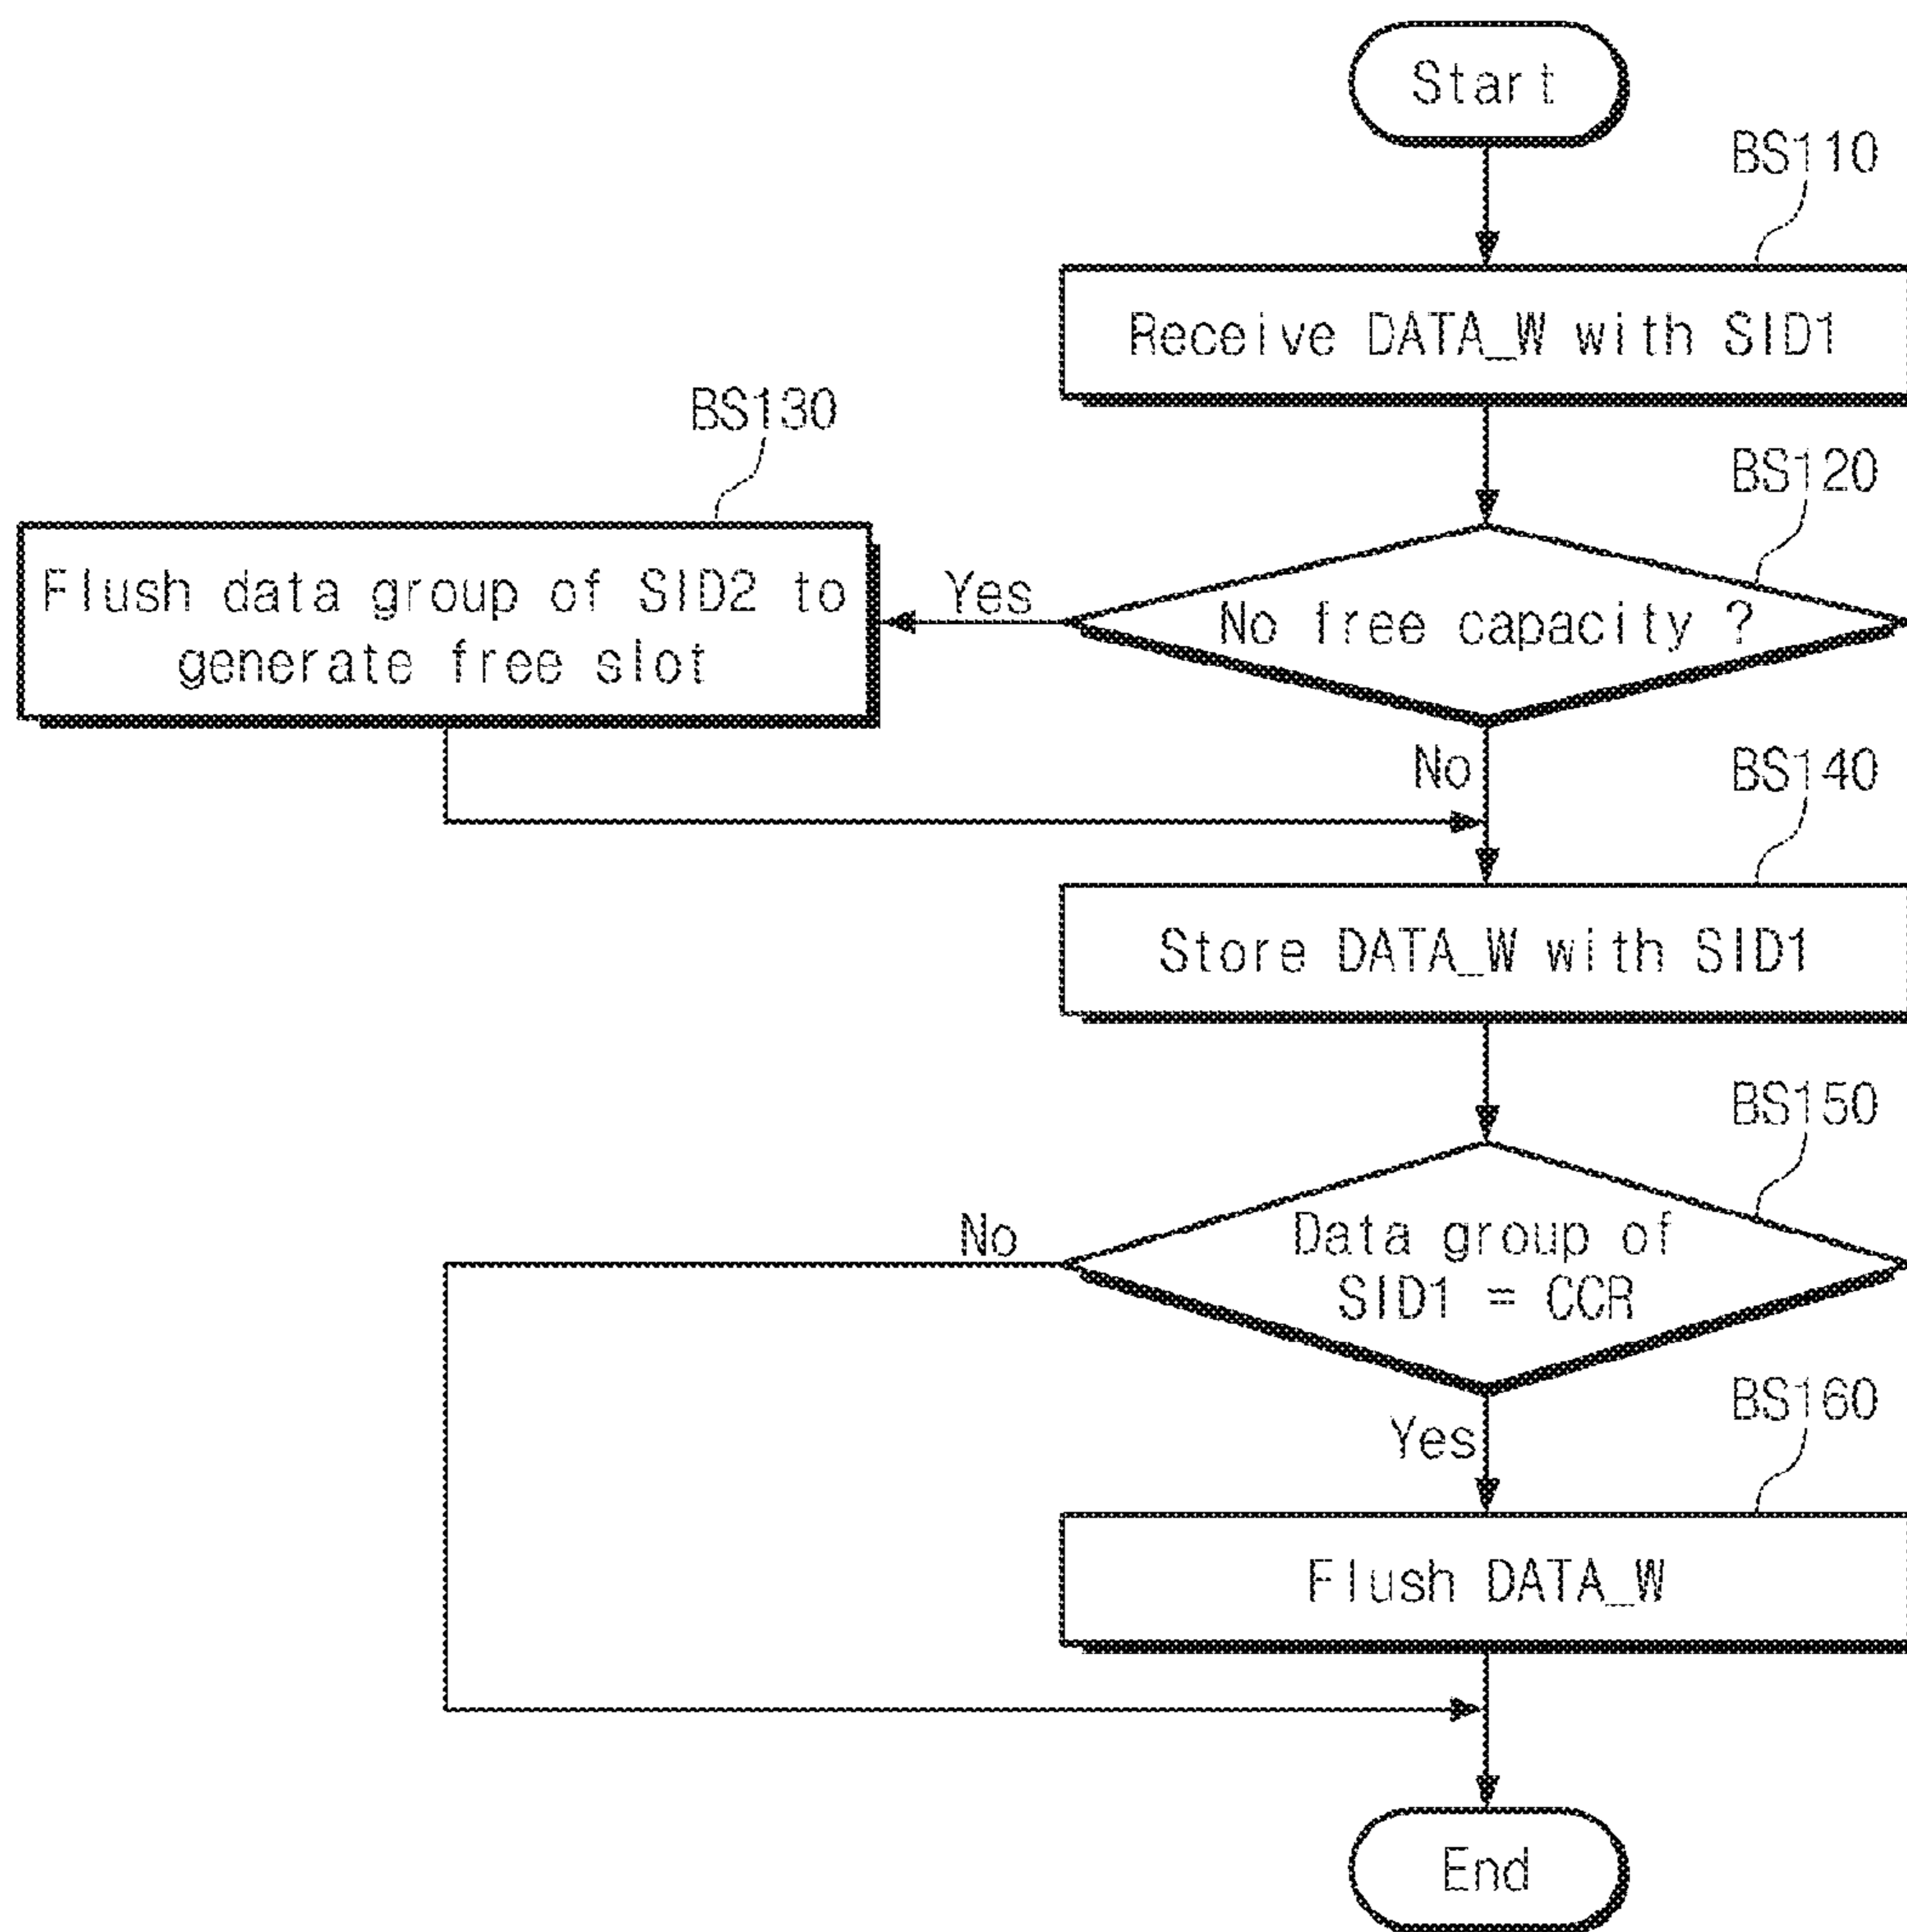 Start
BS110
Receive DATA_W with SID1
BS130
BS120
Flush data group of SID2 to
generate free slot
Yes
No free capacity ?
No
BS140
Store DATA_W with SID1
BS150
No
Data group of
SID1 = CCR
BS160
Yes
Flush DATA_W
End